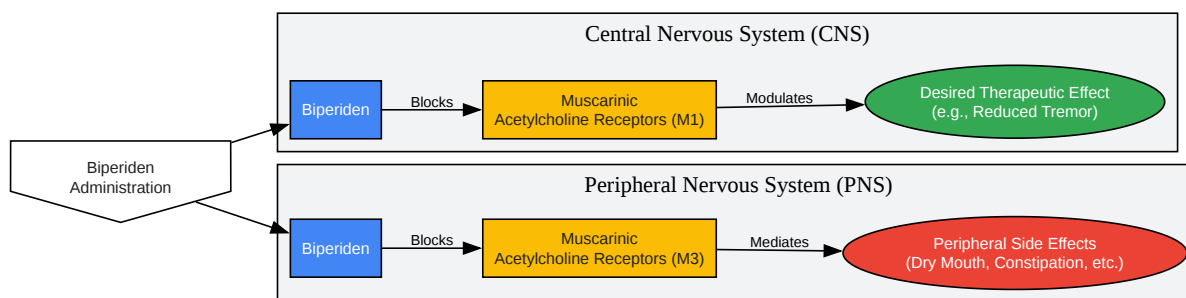 Central Nervous System (CNS)
Biperiden
Blocks
Muscarinic
Acetylcholine Receptors (M1)
Modulates
Desired Therapeutic Effect
(e.g., Reduced Tremor)
Biperiden
Administration
Peripheral Nervous System (PNS)
Biperiden
Blocks
Muscarinic
Acetylcholine Receptors (M3)
Mediates
Peripheral Side Effects
(Dry Mouth, Constipation, etc.)